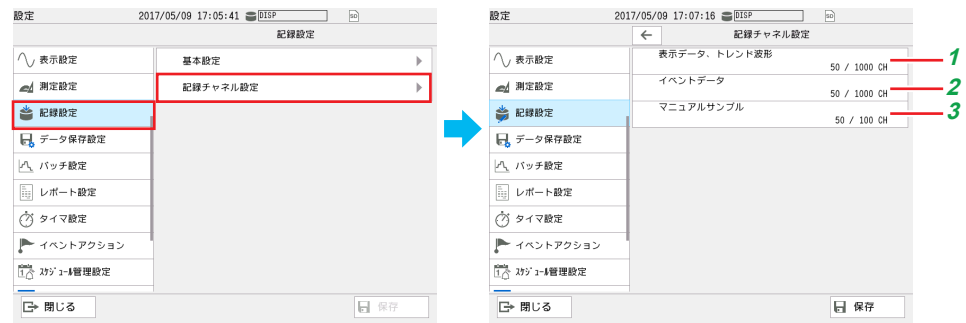 設定 2017/05/09 17:05:41 DISP SD
記録設定
表示設定
測定設定
記録設定
データ保存設定
バッチ設定
レポート設定
タイマ設定
イベントアクション
スケジュール管理設定
基本設定
記録チャネル設定
閉じる
保存
設定 2017/05/09 17:07:16 DISP SD
記録チャネル設定
表示設定
測定設定
記録設定
データ保存設定
バッチ設定
レポート設定
タイマ設定
イベントアクション
スケジュール管理設定
表示データ、トレンド波形
50 / 1000 CH
1
イベントデータ
50 / 1000 CH
2
マニュアルサンプル
50 / 100 CH
3
閉じる
保存